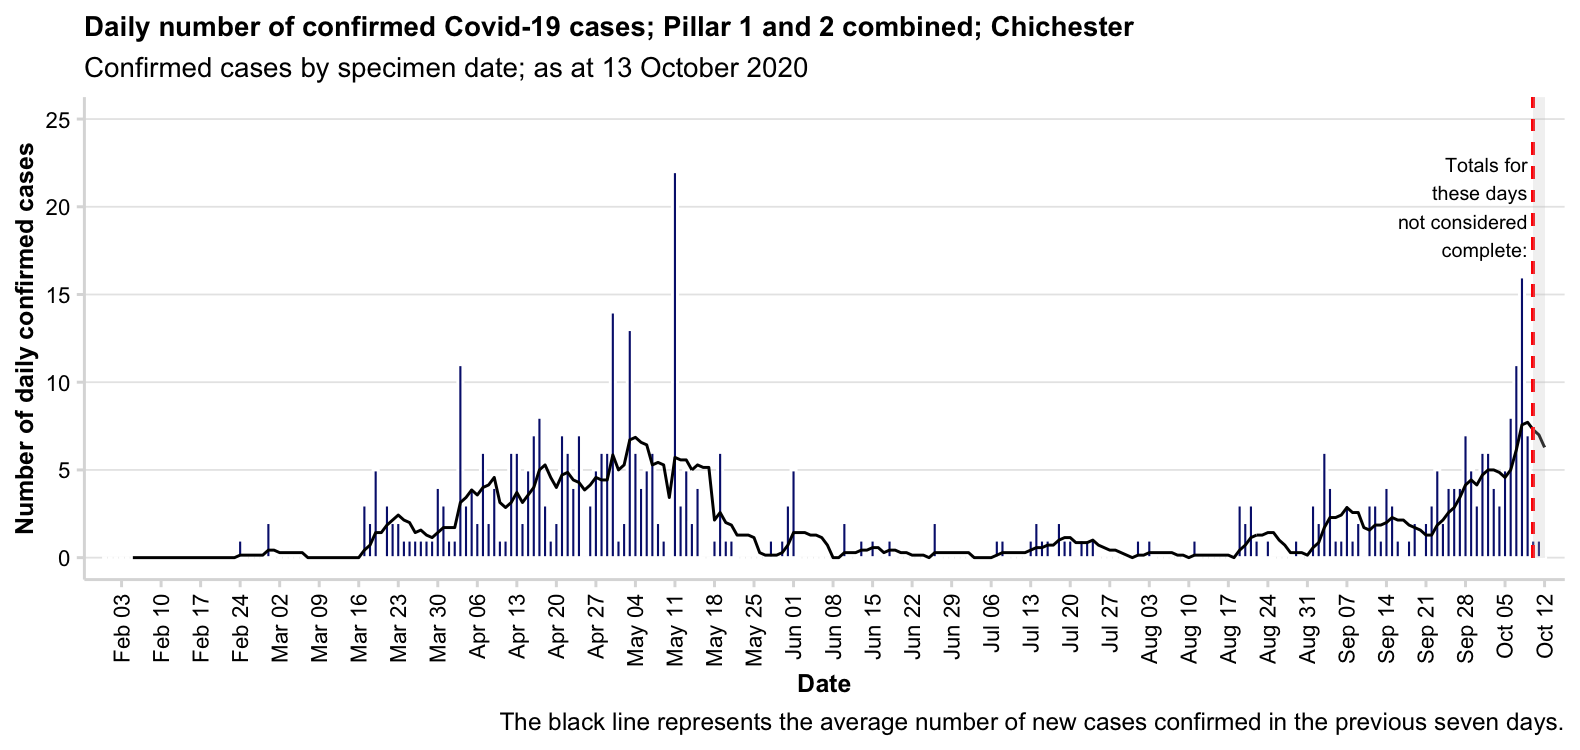 Daily number of confirmed Covid-19 cases; Pillar 1 and 2 combined; Chichester
Confirmed cases by specimen date; as at 13 October 2020
Number of daily confirmed cases
25
20
15
10
5
0
Totals for
these days
not considered
complete:
Feb 03
Feb 10
Feb 17
Feb 24
Mar 02
Mar 09
Mar 16
Mar 23
Mar 30
Apr 06
Apr 13
Apr 20
Apr 27
May 04
May 11
May 18
May 25
Jun 01
Jun 08
Jun 15
Jun 22
Jun 29
Jul 06
Jul 13
Jul 20
Jul 27
Aug 03
Aug 10
Aug 17
Aug 24
Aug 31
Sep 07
Sep 14
Sep 21
Sep 28
Oct 05
Oct 12
Date
The black line represents the average number of new cases confirmed in the previous seven days.